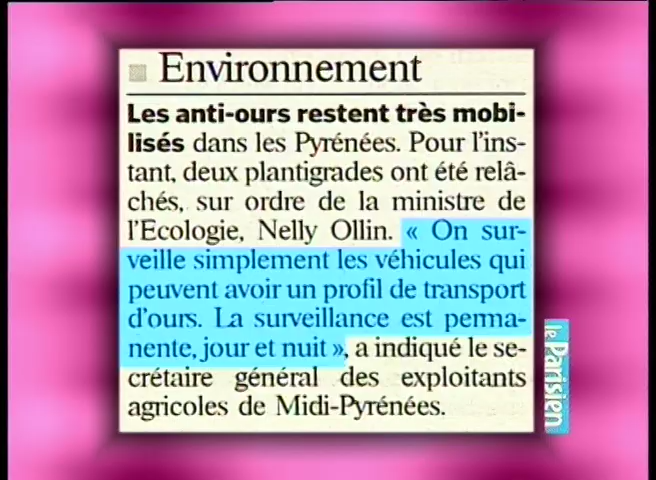 Environnement
Les anti-ours restent très mobi-
lisés dans les Pyrénées. Pour l'ins-
tant, deux plantigrades ont été relâ-
chés, sur ordre de la ministre de
l'Ecologie, Nelly Ollin. « On sur-
veille simplement les véhicules qui
peuvent avoir un profil de transport
d'ours. La surveillance est perma-
nente, jour et nuit », a indiqué le se-
crétaire général des exploitants
agricoles de Midi-Pyrénées.
le Parisien